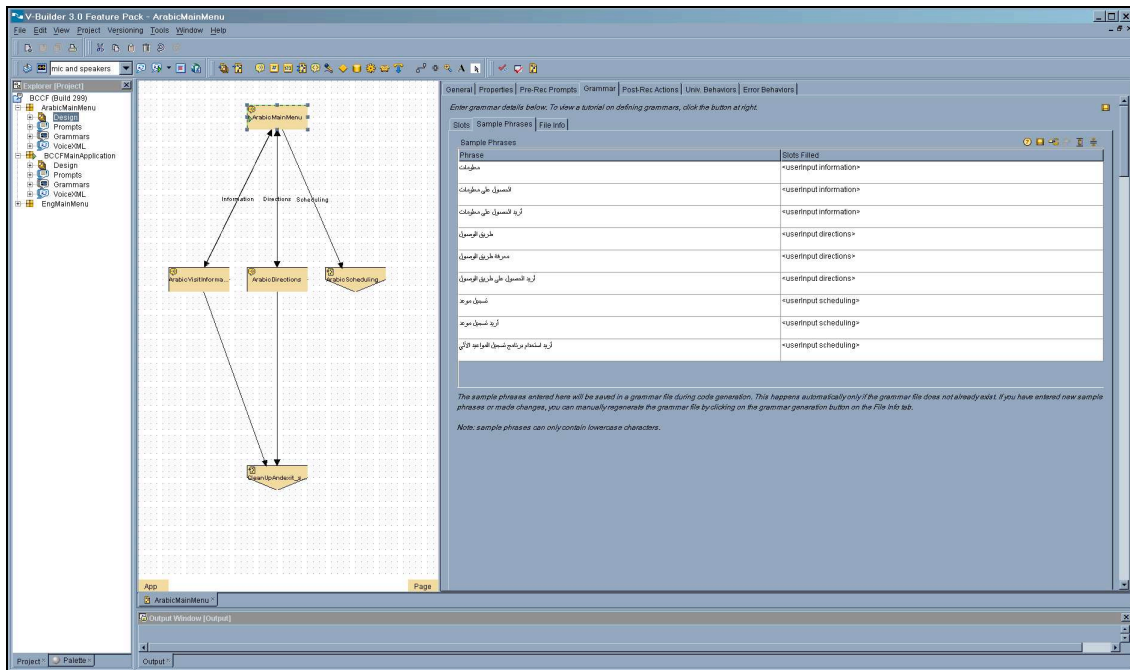 V-Builder 3.0 Feature Pack - ArabicMainMenu
File Edit View Project Versioning Tools Window Help
mic and speakers
Explorer [Project]
BCCF (Build 299)
ArabicMainMenu
Design
Prompts
Grammars
VoiceXML
BCCFMainApplication
Design
Prompts
Grammars
VoiceXML
EngMainMenu
Project
Palette
ArabicMainMenu
Information
Directions
Scheduling
ArabicVisitInforma...
ArabicDirections
ArabicScheduling
CleanUpAndexit_a...
App
Page
ArabicMainMenu
General Properties Pre-Rec Prompts Grammar Post-Rec Actions Univ. Behaviors Error Behaviors
Enter grammar details below. To view a tutorial on defining grammars, click the button at right.
Slots Sample Phrases File Info
Sample Phrases
Phrase Slots Filled
معلومات <userInput information>
الحصول على معلومات <userInput information>
أريد الحصول على معلومات <userInput information>
طريق الوصول <userInput directions>
معرفة طريق الوصول <userInput directions>
أريد الحصول على طريق الوصول <userInput directions>
تسجيل موعد <userInput scheduling>
أريد تسجيل موعد <userInput scheduling>
أريد استخدام برنامج تسجيل المواعيد الآلي <userInput scheduling>
The sample phrases entered here will be saved in a grammar file during code generation. This happens automatically only if the grammar file does not already exist. If you have entered new sample
phrases or made changes, you can manually regenerate the grammar file by clicking on the grammar generation button on the File Info tab.
Note: sample phrases can only contain lowercase characters.
Output Window [Output]
Output